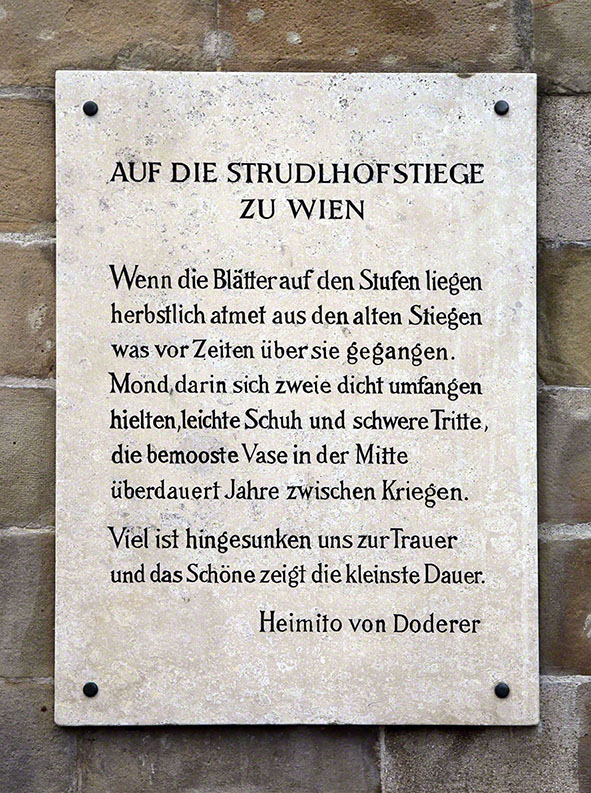 AUF DIE STRUDLHOFSTIEGE
ZU WIEN
Wenn die Blätter auf den Stufen liegen
herbstlich atmet aus den alten Stiegen
was vor Zeiten über sie gegangen.
Mond, darin sich zweie dicht umfangen
hielten, leichte Schuh und schwere Tritte,
die bemooste Vase in der Mitte
überdauert Jahre zwischen Kriegen.
Viel ist hingesunken uns zur Trauer
und das Schöne zeigt die kleinste Dauer.
Heimito von Doderer